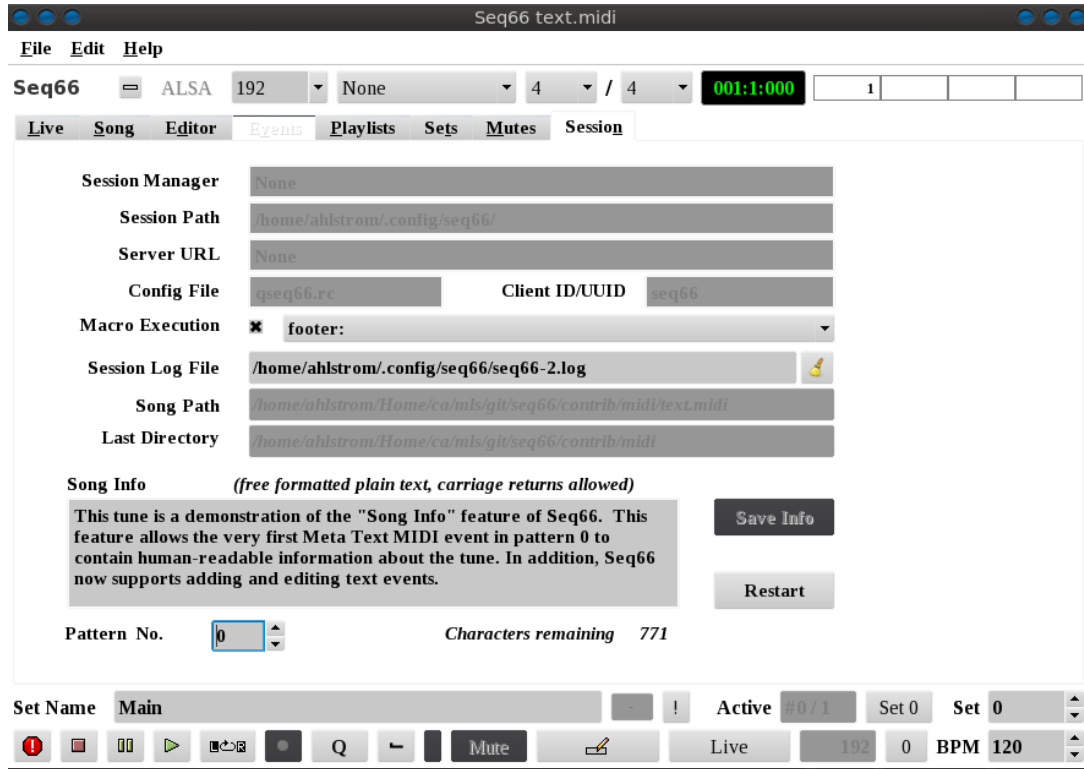 Seq66 text.midi
File Edit Help
Seq66 ALSA 192 None 4 / 4 001:1:000 1
Live Song Editor Events Playlists Sets Mutes Session
Session Manager None
Session Path /home/ahlstrom/.config/seq66/
Server URL None
Config File qseq66.rc Client ID/UUID seq66
Macro Execution footer:
Session Log File /home/ahlstrom/.config/seq66/seq66-2.log
Song Path /home/ahlstrom/Home/ca/mls/git/seq66/contrib/midi/text.midi
Last Directory /home/ahlstrom/Home/ca/mls/git/seq66/contrib/midi
Song Info (free formatted plain text, carriage returns allowed)
This tune is a demonstration of the "Song Info" feature of Seq66. This
feature allows the very first Meta Text MIDI event in pattern 0 to
contain human-readable information about the tune. In addition, Seq66
now supports adding and editing text events.
Save Info
Restart
Pattern No. 0 Characters remaining 771
Set Name Main - ! Active #0 / 1 Set 0 Set 0
Q Mute Live 192 0 BPM 120